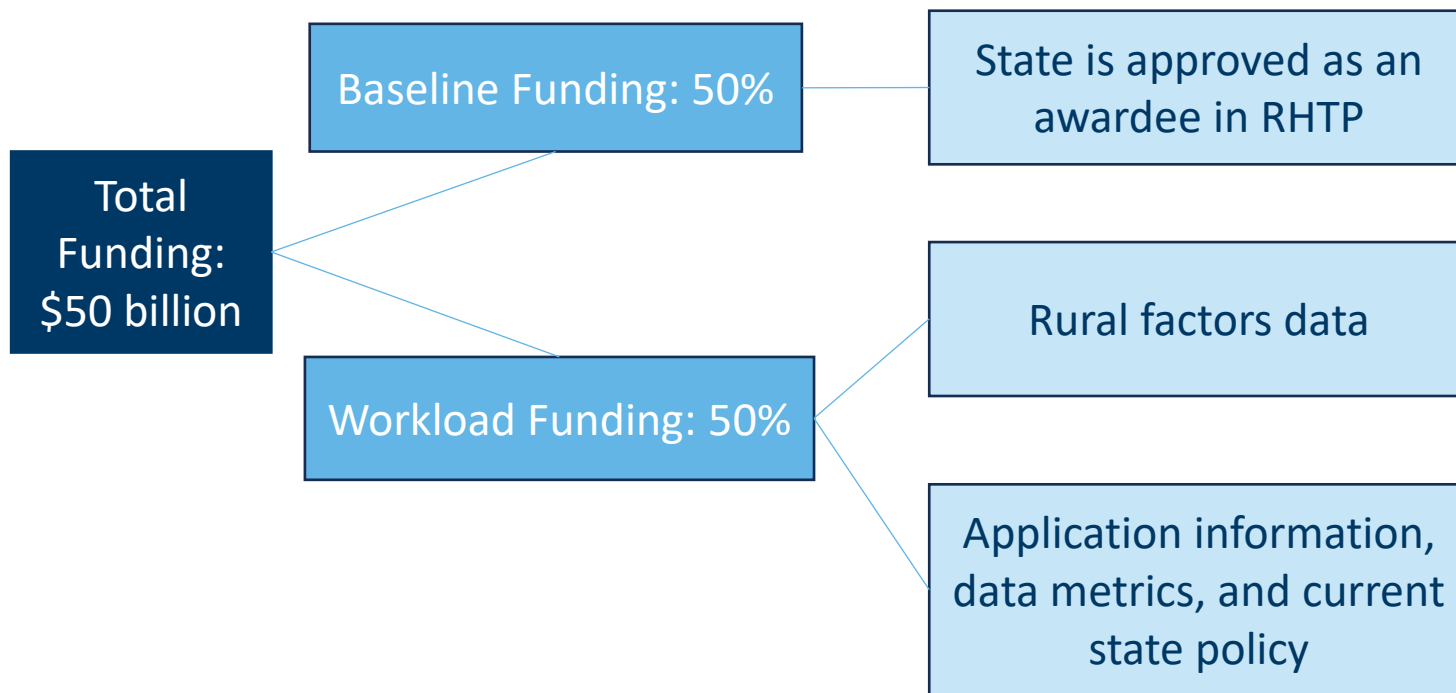 Total
Funding:
$50 billion
Baseline Funding: 50%
State is approved as an
awardee in RHTP
Workload Funding: 50%
Rural factors data
Application information,
data metrics, and current
state policy